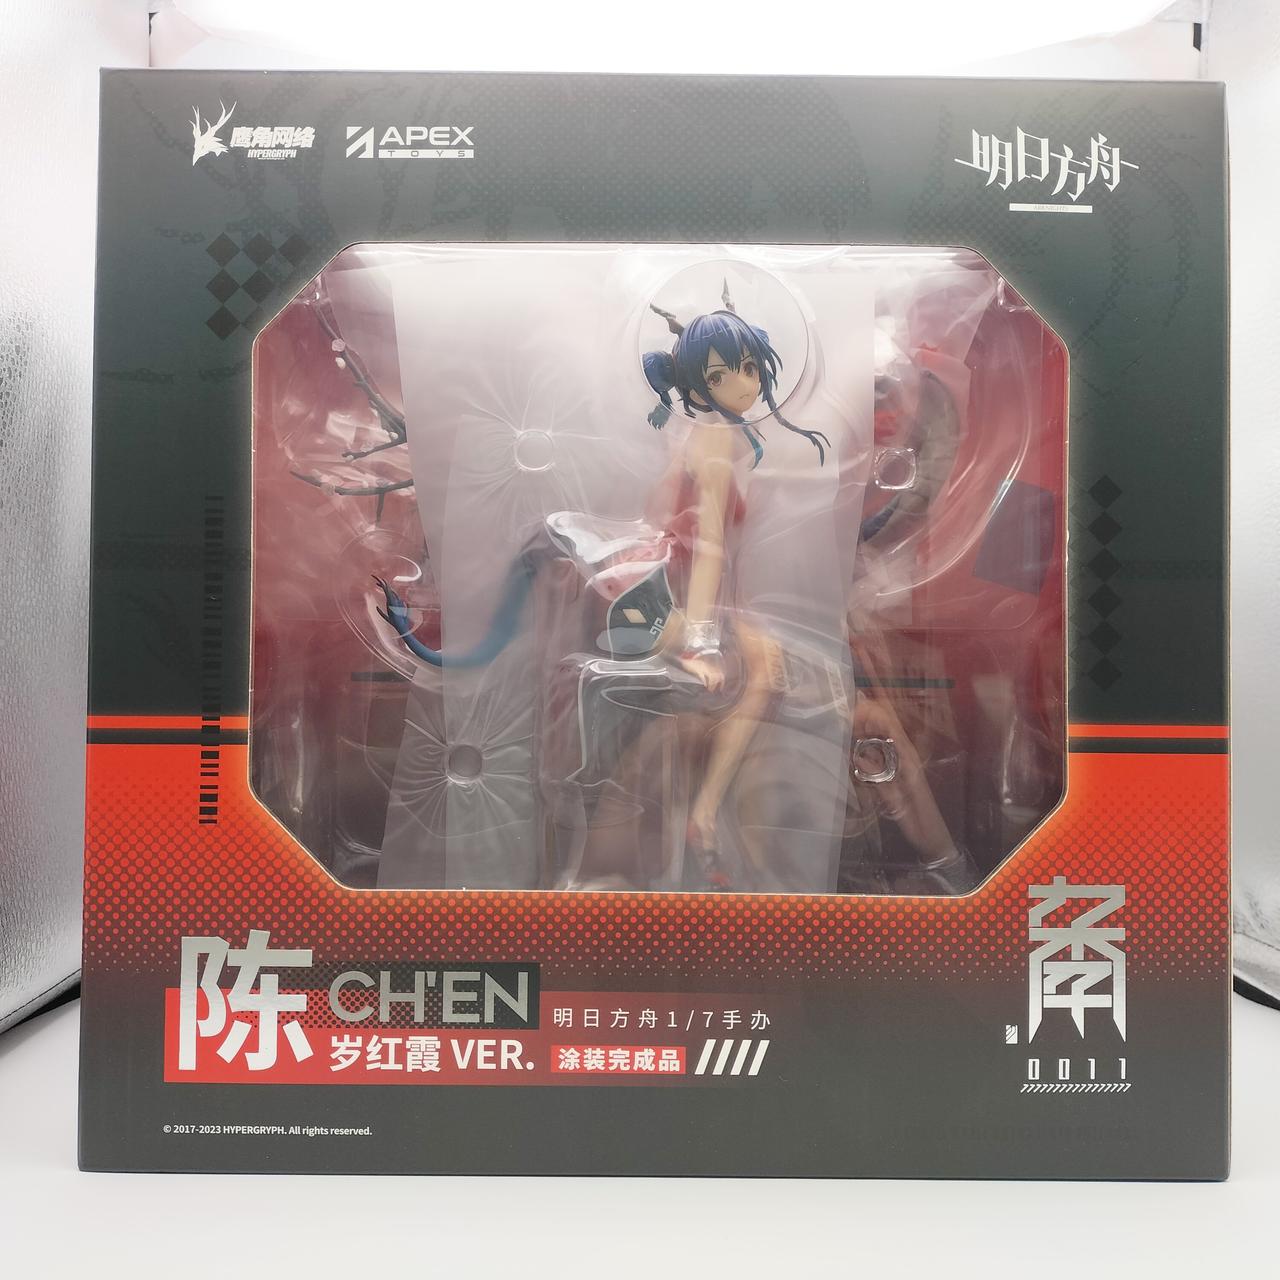 鹰角网络
HYPERGRYPH
APEX
TOYS
明日方舟
ARKNIGHTS
陈
CH'EN
岁红霞 VER.
明日方舟1/7手办
涂装完成品
0011
© 2017-2023 HYPERGRYPH. All rights reserved.